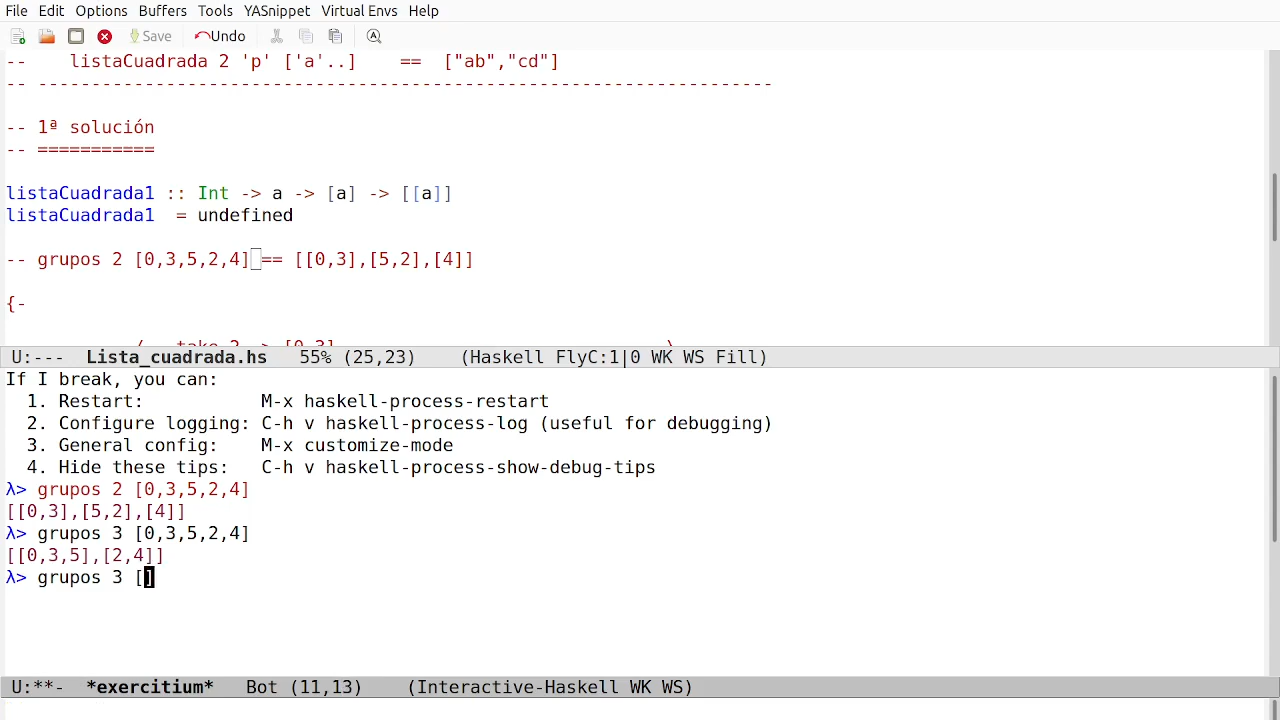 File Edit Options Buffers Tools YASnippet Virtual Envs Help
Save Undo
--    listaCuadrada 2 'p' ['a'..]    ==  ["ab","cd"]
-- ---------------------------------------------------------------------
-- 1ª solución
-- ===========
listaCuadrada1 :: Int -> a -> [a] -> [[a]]
listaCuadrada1  = undefined
-- grupos 2 [0,3,5,2,4] == [[0,3],[5,2],[4]]
{-
U:---  Lista_cuadrada.hs   55% (25,23)    (Haskell FlyC:1|0 WK WS Fill)
If I break, you can:
  1. Restart:           M-x haskell-process-restart
  2. Configure logging: C-h v haskell-process-log (useful for debugging)
  3. General config:    M-x customize-mode
  4. Hide these tips:   C-h v haskell-process-show-debug-tips
λ> grupos 2 [0,3,5,2,4]
[[0,3],[5,2],[4]]
λ> grupos 3 [0,3,5,2,4]
[[0,3,5],[2,4]]
λ> grupos 3 []
U:**-  *exercitium*   Bot (11,13)    (Interactive-Haskell WK WS)